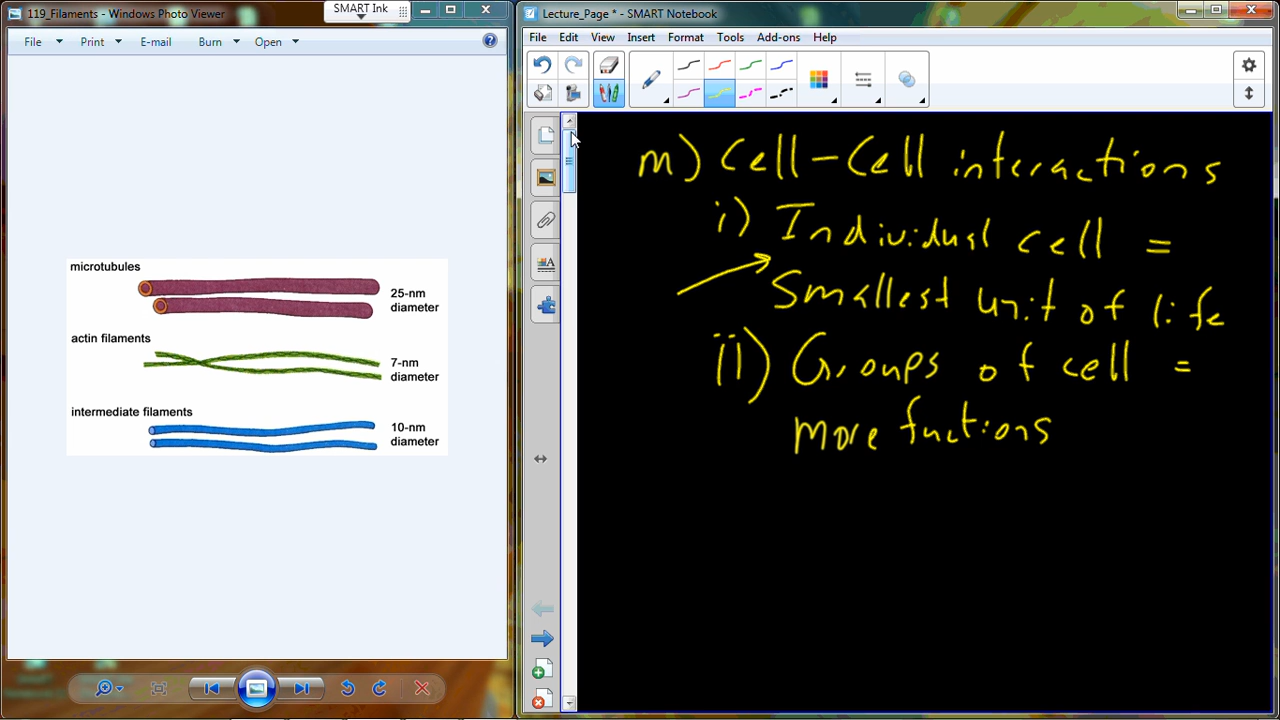 119_Filaments - Windows Photo Viewer
SMART Ink
File Print E-mail Burn Open
microtubules
25-nm
diameter
actin filaments
7-nm
diameter
intermediate filaments
10-nm
diameter
Lecture_Page * - SMART Notebook
File Edit View Insert Format Tools Add-ons Help
m) Cell-Cell interactions
i) Individual cell =
Smallest unit of life
ii) Groups of cell =
more fuctions